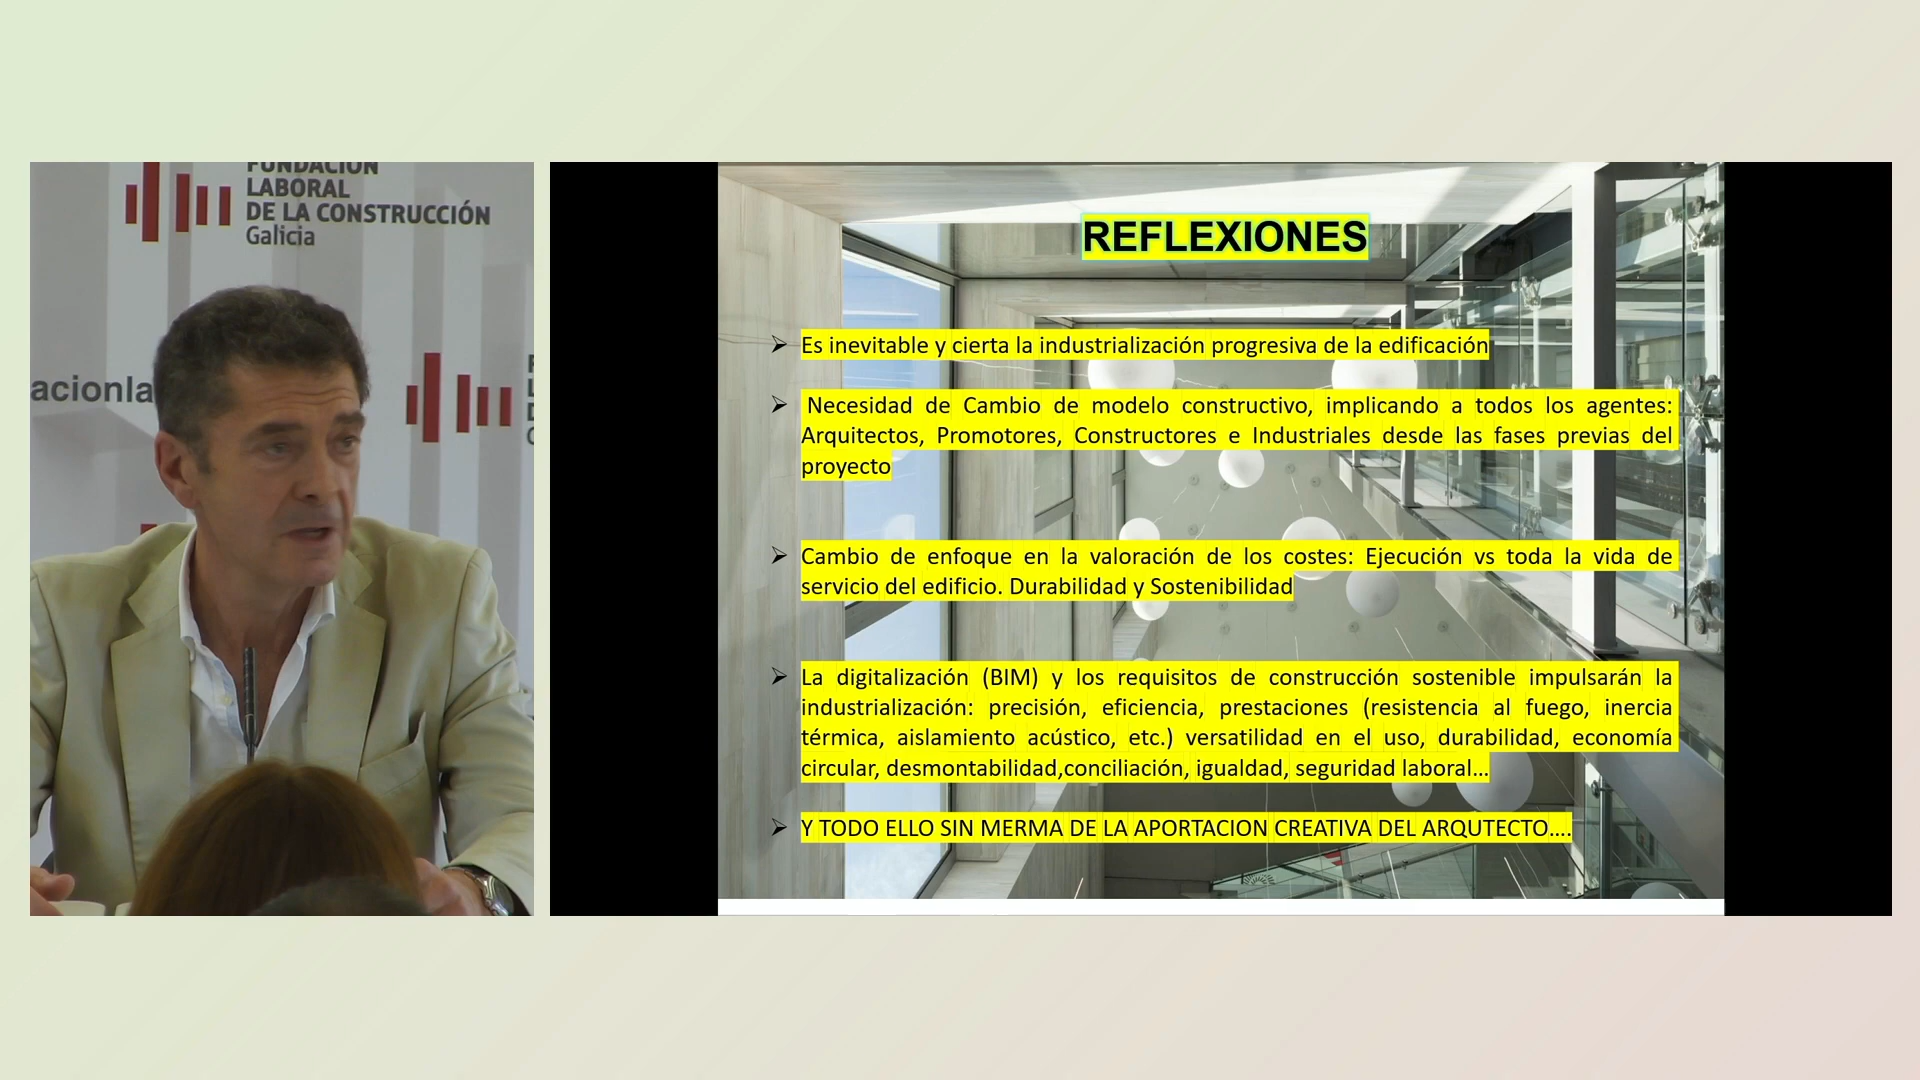 FUNDACIÓN
LABORAL
DE LA CONSTRUCCIÓN
Galicia
acionla
REFLEXIONES
➢ Es inevitable y cierta la industrialización progresiva de la edificación
➢ Necesidad de Cambio de modelo constructivo, implicando a todos los agentes:
Arquitectos, Promotores, Constructores e Industriales desde las fases previas del
proyecto
➢ Cambio de enfoque en la valoración de los costes: Ejecución vs toda la vida de
servicio del edificio. Durabilidad y Sostenibilidad
➢ La digitalización (BIM) y los requisitos de construcción sostenible impulsarán la
industrialización: precisión, eficiencia, prestaciones (resistencia al fuego, inercia
térmica, aislamiento acústico, etc.) versatilidad en el uso, durabilidad, economía
circular, desmontabilidad,conciliación, igualdad, seguridad laboral...
➢ Y TODO ELLO SIN MERMA DE LA APORTACION CREATIVA DEL ARQUTECTO....